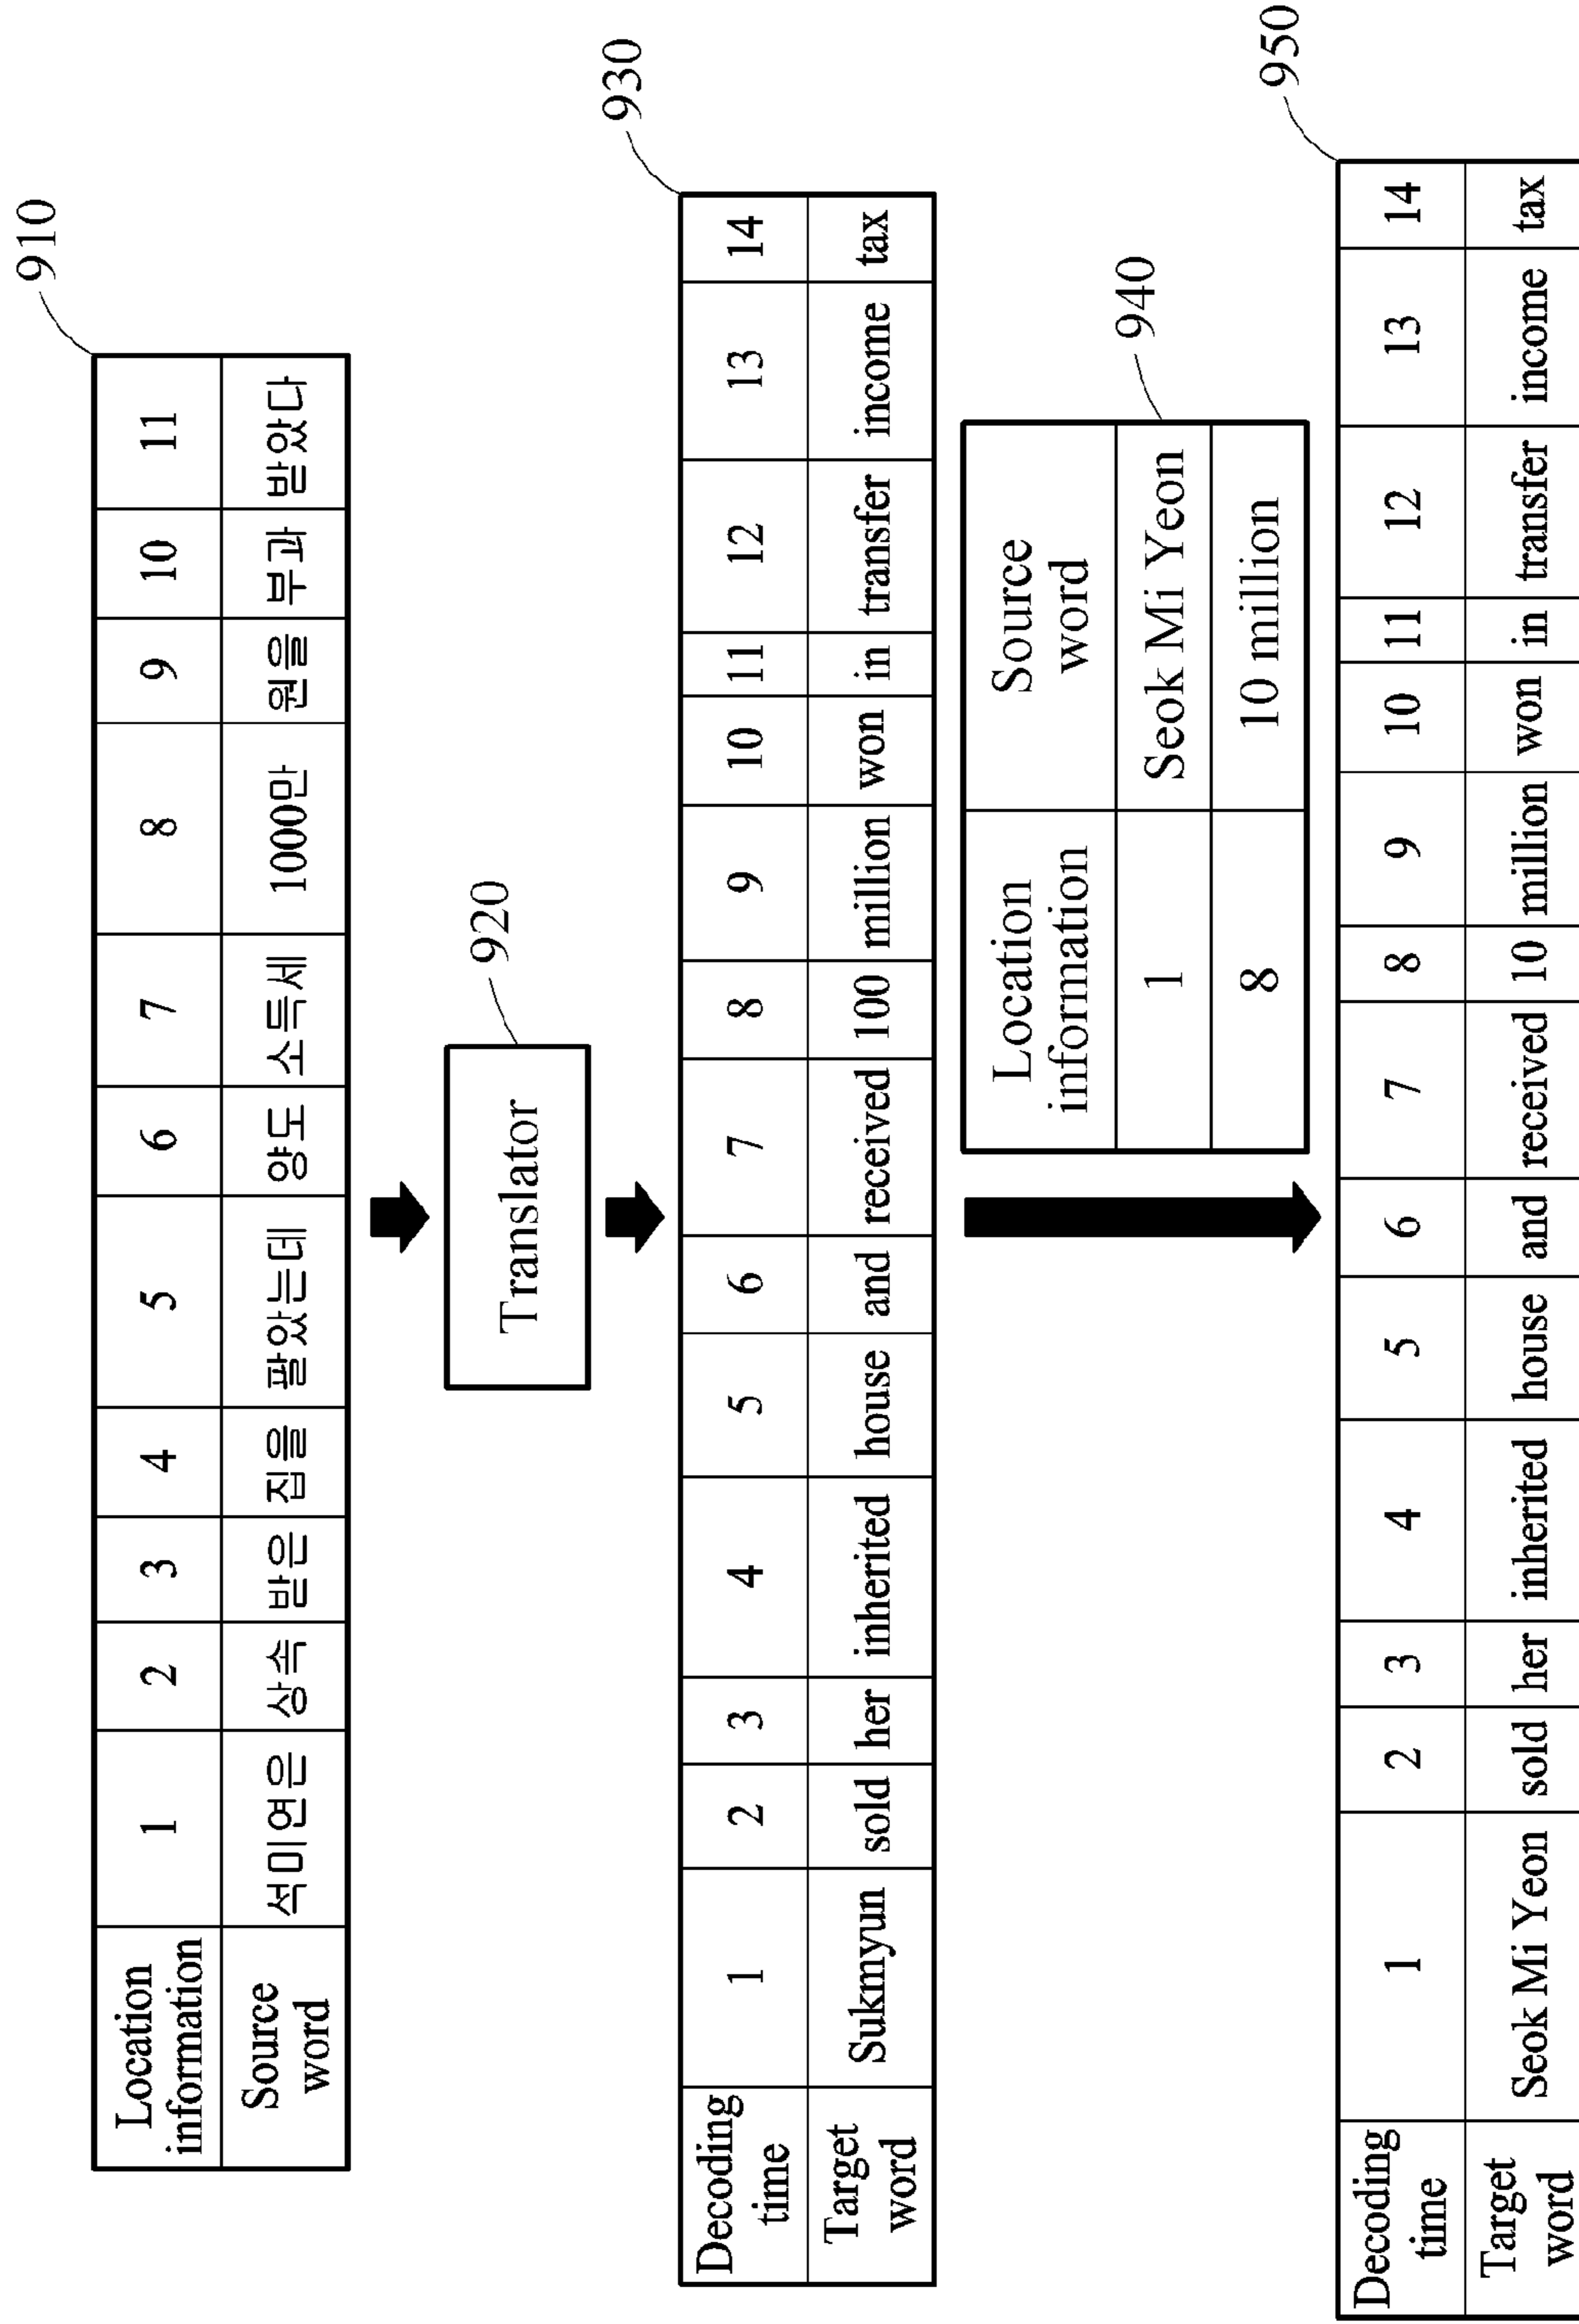 910
Location information 1 2 3 4 5 6 7 8 9 10 11
Source word 석미연은 상속 받은 집을 팔았는데 양도 소득세 1000만 원을 부과 받았다
920
Translator
930
Decoding time 1 2 3 4 5 6 7 8 9 10 11 12 13 14
Target word Sukmyun sold her inherited house and received 100 million won in transfer income tax
940
Location information Source word
1 Seok Mi Yeon
8 10 million
950
Decoding time 1 2 3 4 5 6 7 8 9 10 11 12 13 14
Target word Seok Mi Yeon sold her inherited house and received 10 million won in transfer income tax